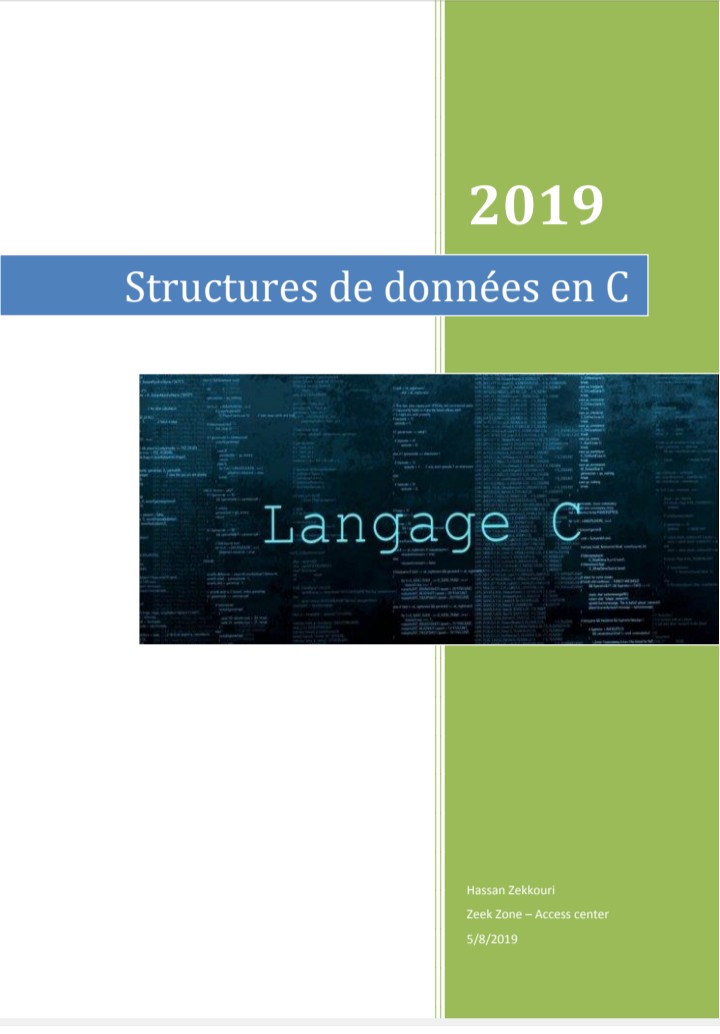 2019
Structures de données en C
Langage C
Hassan Zekkouri
Zeek Zone – Access center
5/8/2019